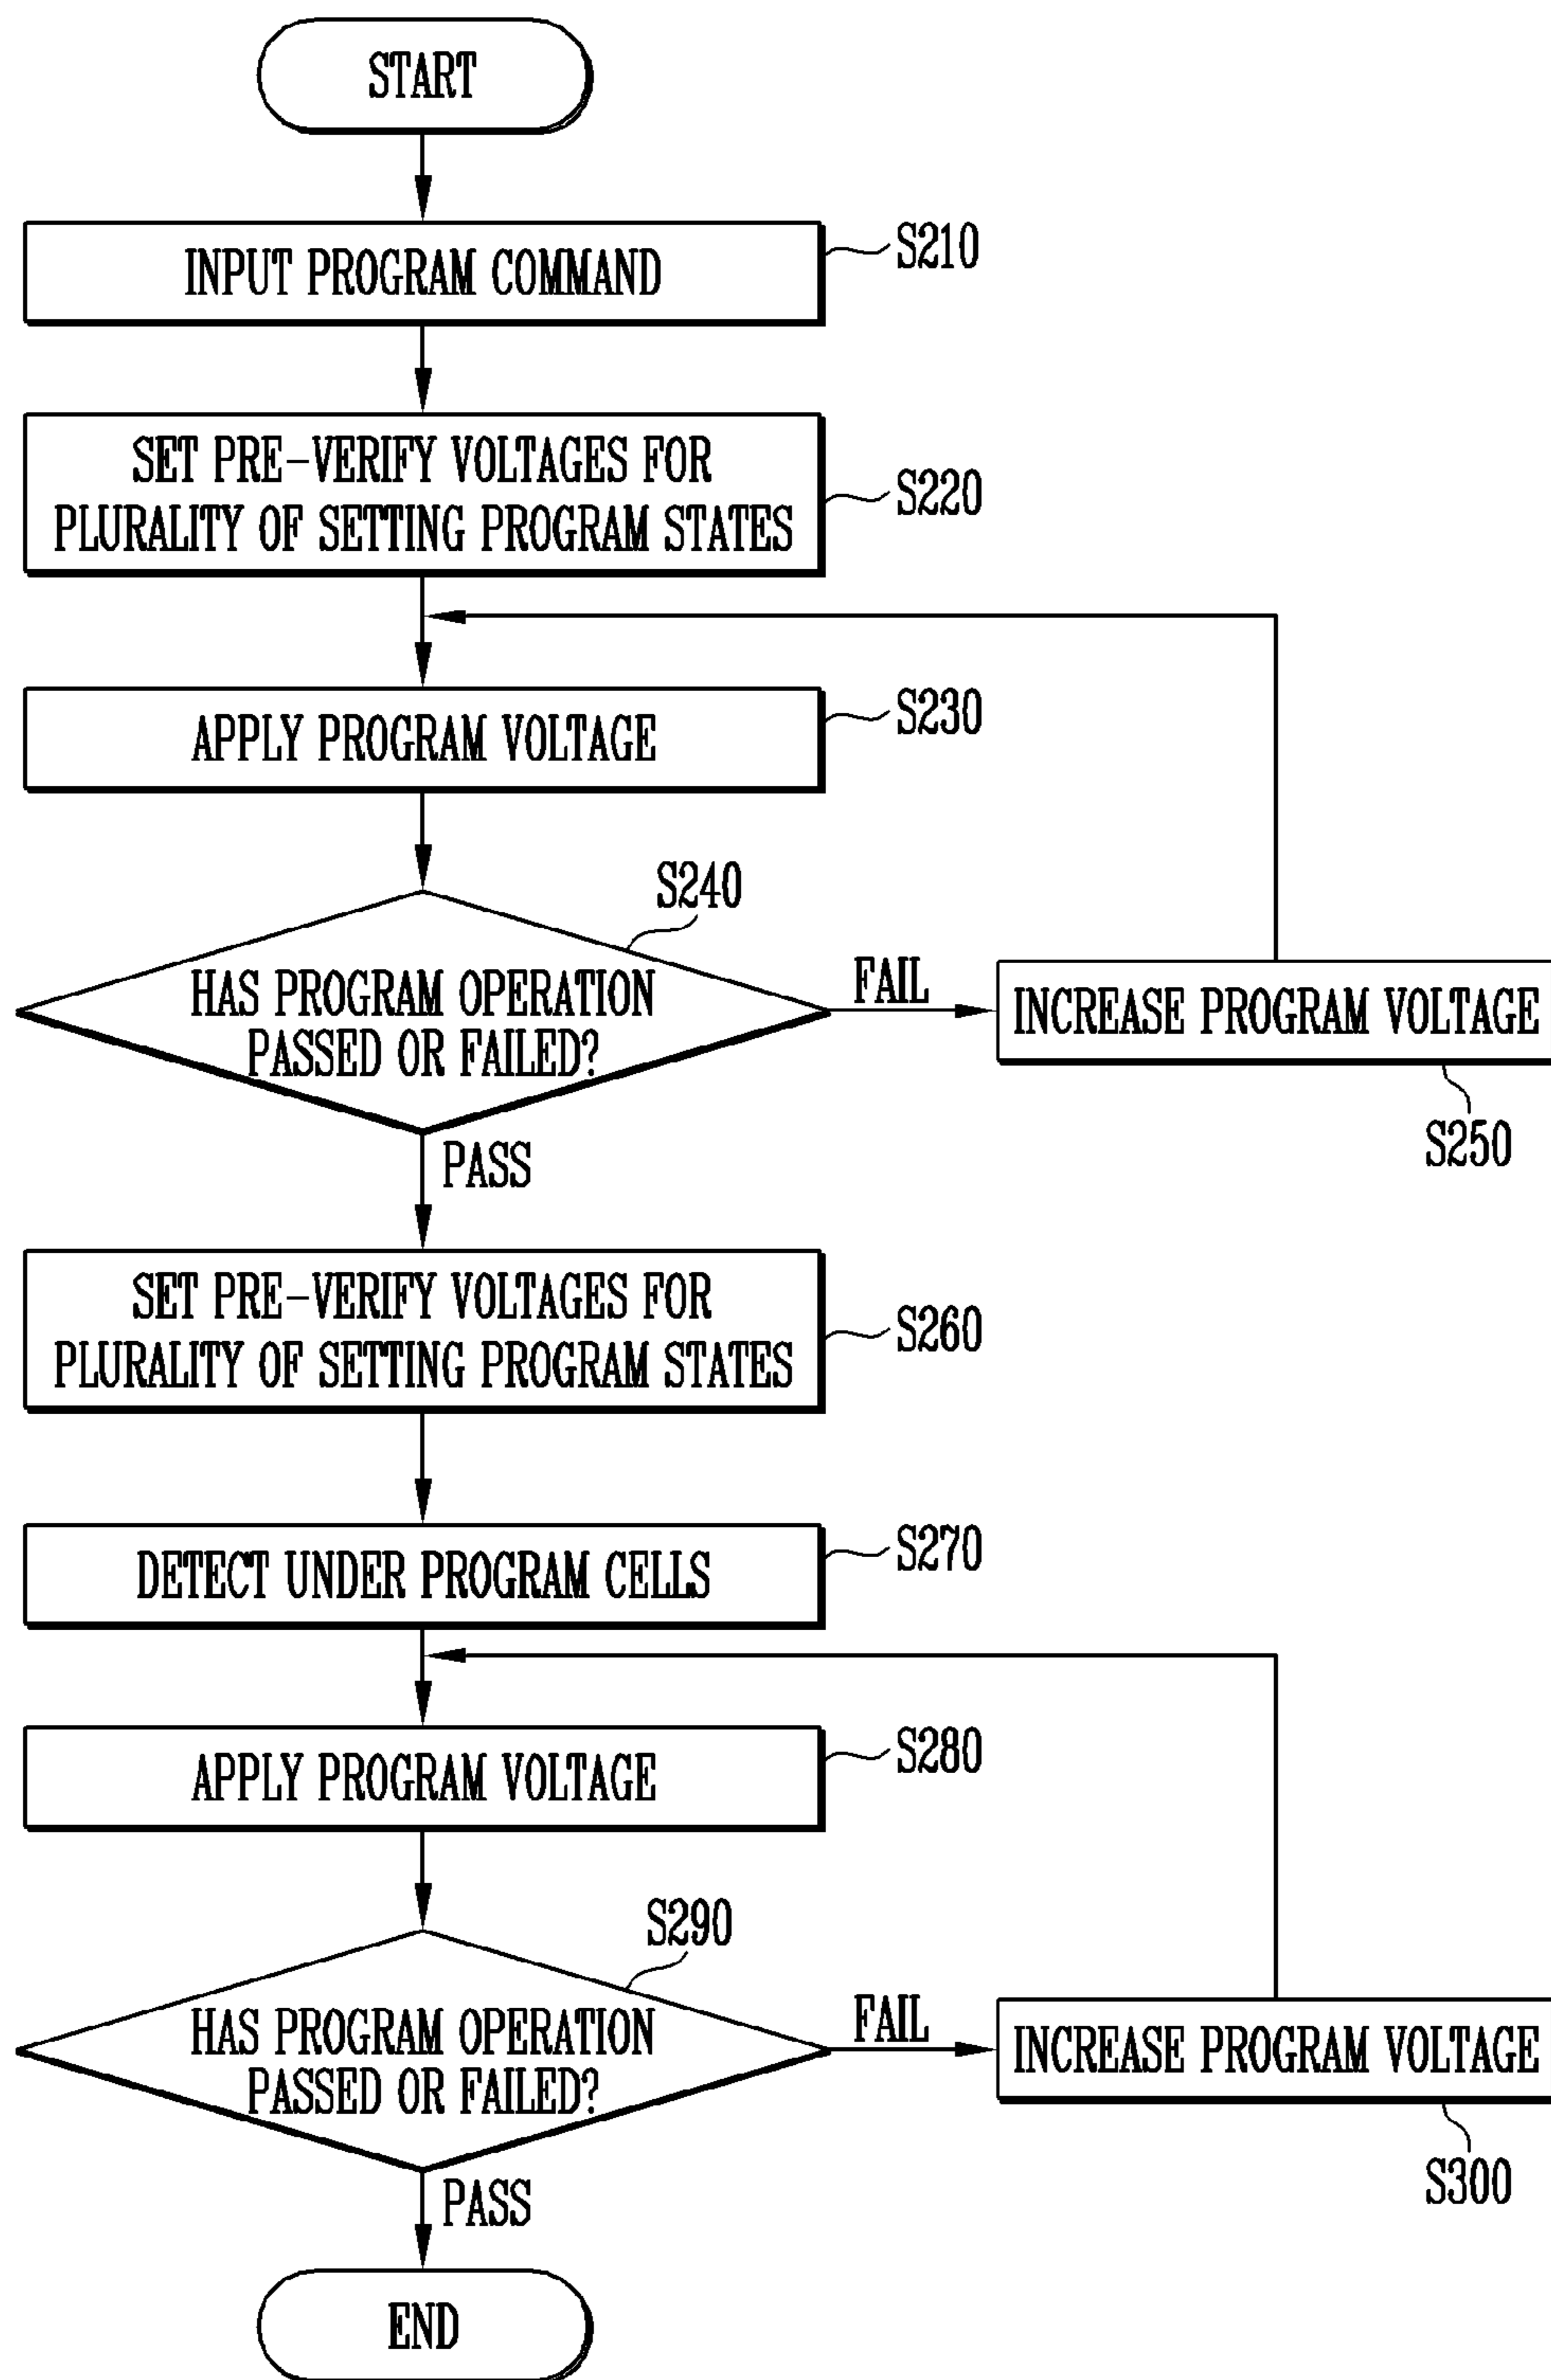 START
INPUT PROGRAM COMMAND
S210
SET PRE-VERIFY VOLTAGES FOR
PLURALITY OF SETTING PROGRAM STATES
S220
APPLY PROGRAM VOLTAGE
S230
S240
HAS PROGRAM OPERATION
PASSED OR FAILED?
FAIL
INCREASE PROGRAM VOLTAGE
S250
PASS
SET PRE-VERIFY VOLTAGES FOR
PLURALITY OF SETTING PROGRAM STATES
S260
DETECT UNDER PROGRAM CELLS
S270
APPLY PROGRAM VOLTAGE
S280
S290
HAS PROGRAM OPERATION
PASSED OR FAILED?
FAIL
INCREASE PROGRAM VOLTAGE
S300
PASS
END